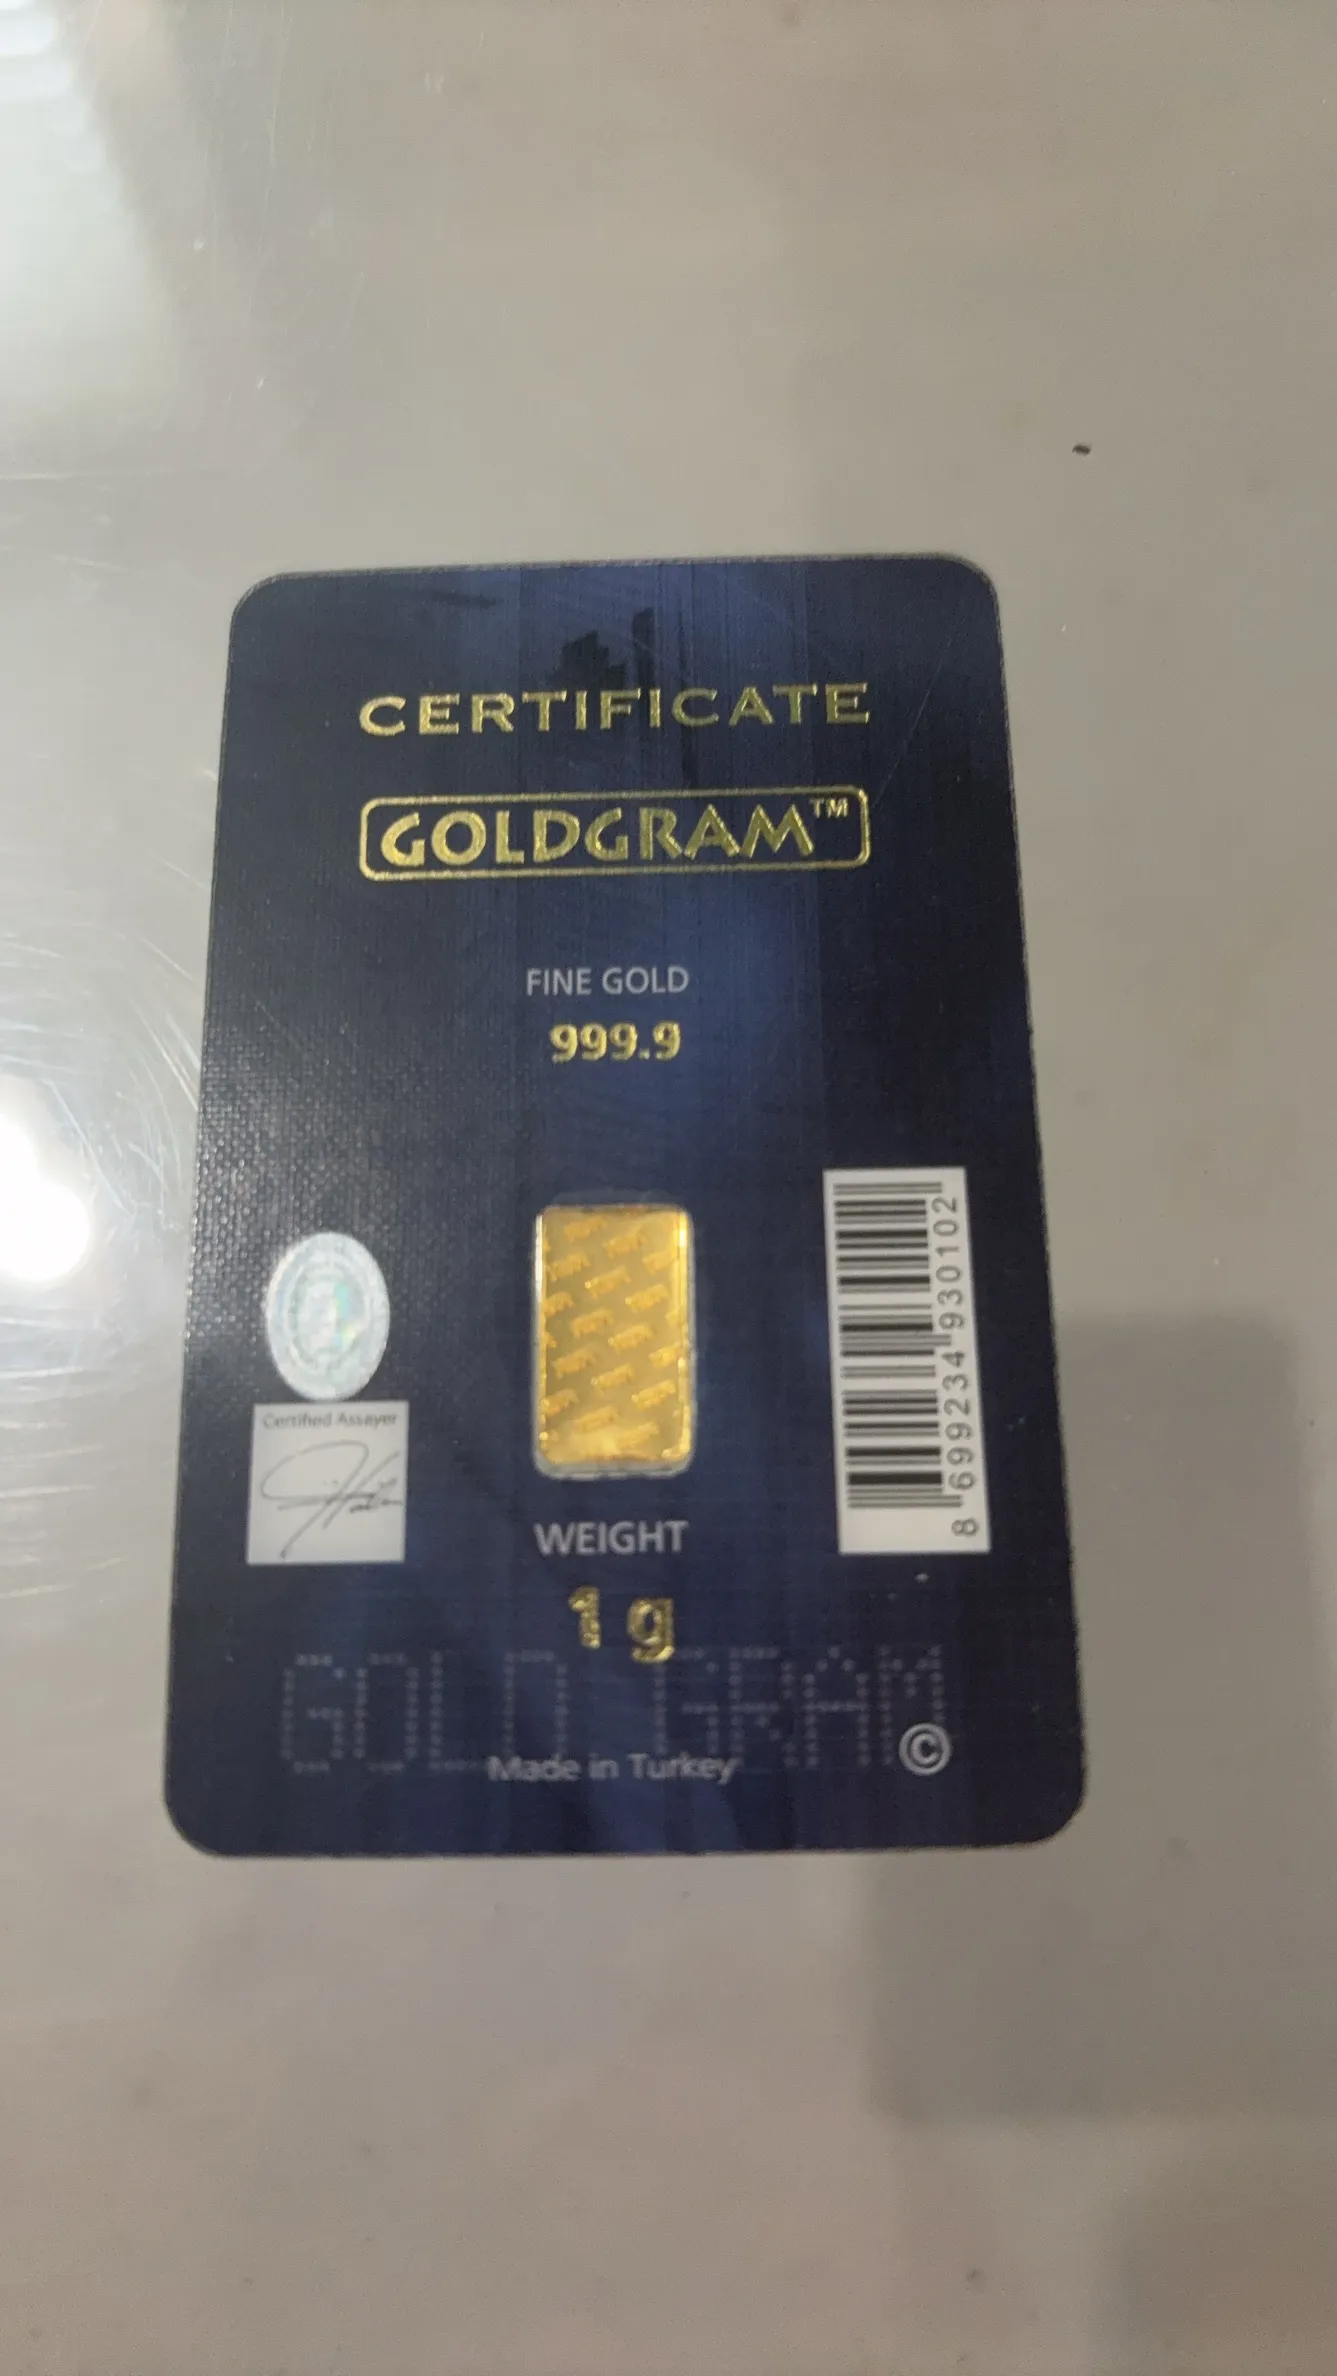 CERTIFICATE
GOLDGRAM™
FINE GOLD
999.9
Certified Assayer
8 699234 930102
WEIGHT
1 g
GOLD GRAM
©
Made in Turkey